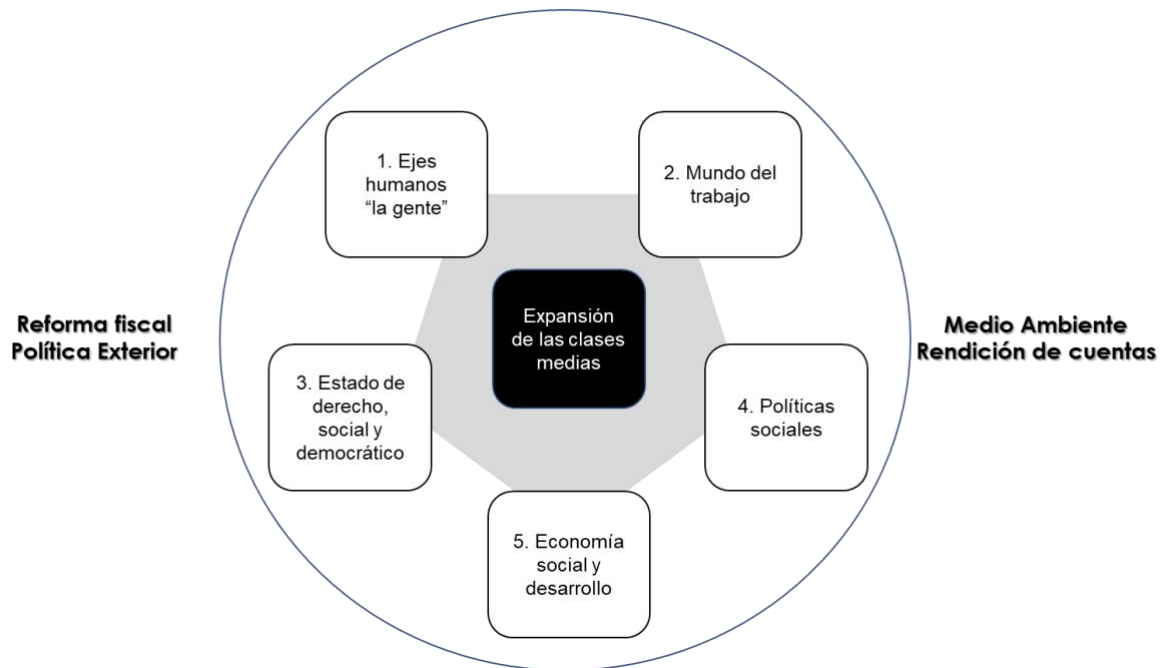 1. Ejes
humanos
“la gente”
2. Mundo del
trabajo
Expansión
de las clases
medias
Reforma fiscal
Política Exterior
Medio Ambiente
Rendición de cuentas
3. Estado de
derecho,
social y
democrático
4. Políticas
sociales
5. Economía
social y
desarrollo